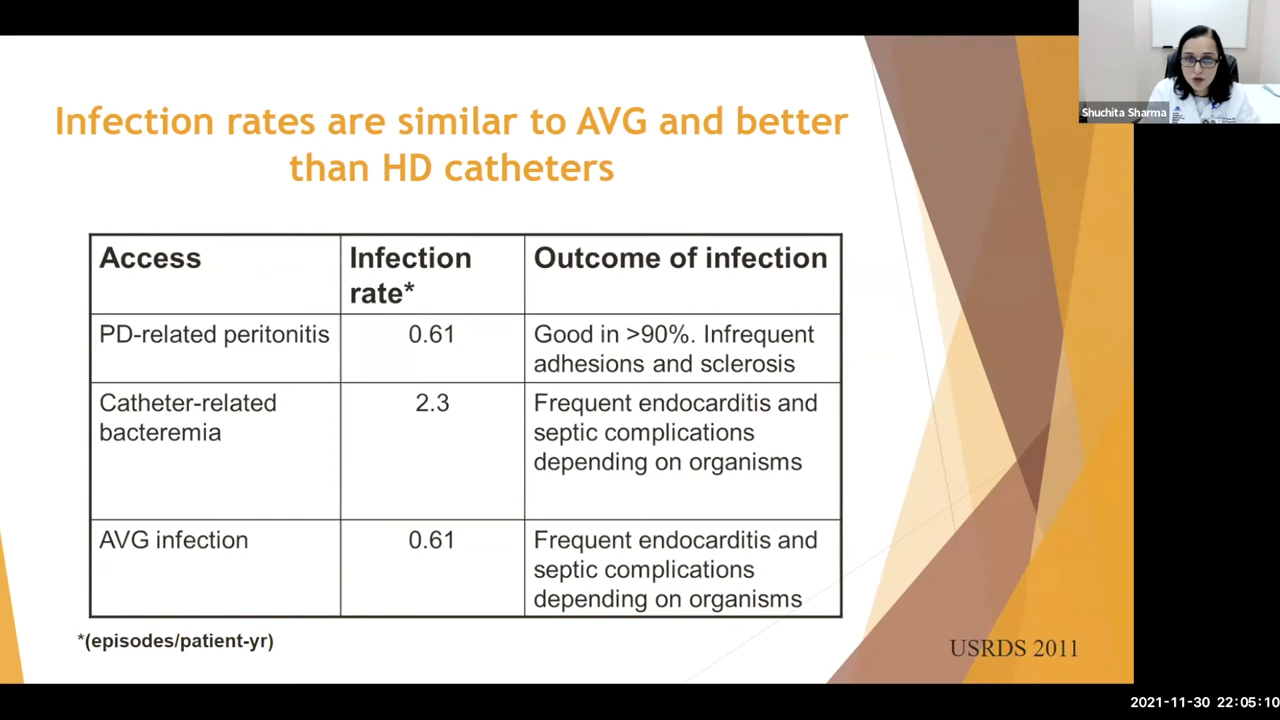 Infection rates are similar to AVG and better
than HD catheters
Access
Infection
rate*
Outcome of infection
PD-related peritonitis
0.61
Good in >90%. Infrequent
adhesions and sclerosis
Catheter-related
bacteremia
2.3
Frequent endocarditis and
septic complications
depending on organisms
AVG infection
0.61
Frequent endocarditis and
septic complications
depending on organisms
*(episodes/patient-yr)
USRDS 2011
Shuchita Sharma
2021-11-30 22:05:10